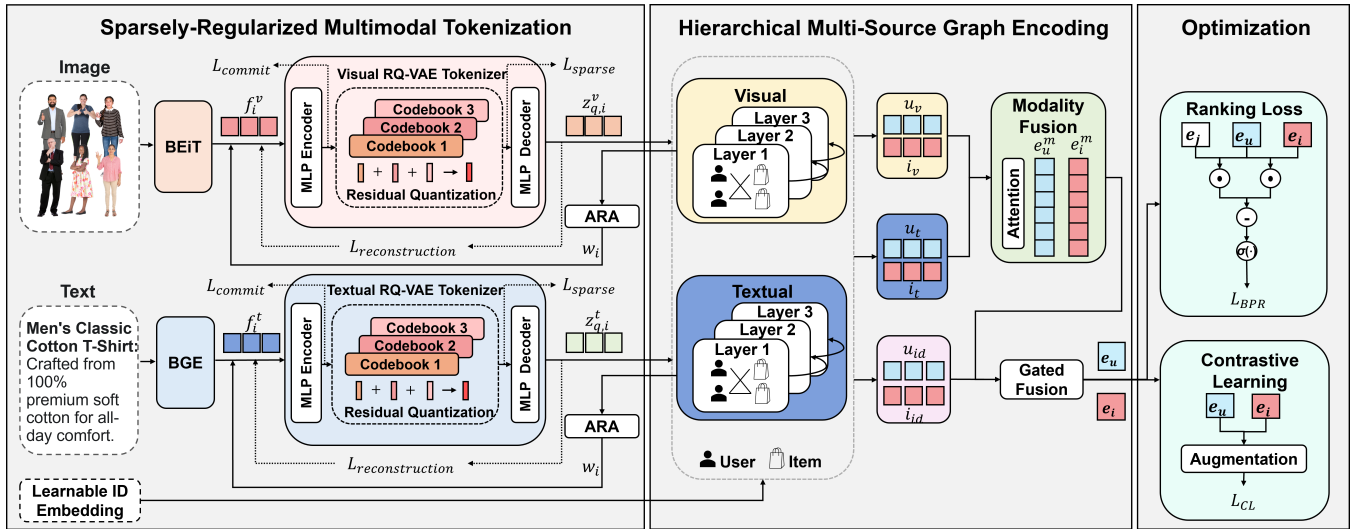 Sparsely-Regularized Multimodal Tokenization
Image
BEiT
f_i^v
L_commit
Visual RQ-VAE Tokenizer
MLP Encoder
Codebook 3
Codebook 2
Codebook 1
+ + +
Residual Quantization
MLP Decoder
L_sparse
z_{q,i}^v
ARA
w_i
L_reconstruction
Text
Men's Classic
Cotton T-Shirt:
Crafted from
100%
premium soft
cotton for all-
day comfort.
BGE
f_i^t
L_commit
Textual RQ-VAE Tokenizer
MLP Encoder
Codebook 3
Codebook 2
Codebook 1
+ + +
Residual Quantization
MLP Decoder
L_sparse
z_{q,i}^t
ARA
w_i
L_reconstruction
Learnable ID
Embedding
Hierarchical Multi-Source Graph Encoding
Visual
Layer 3
Layer 2
Layer 1
Textual
Layer 3
Layer 2
Layer 1
User Item
u_v
i_v
u_t
i_t
u_id
i_id
Modality
Fusion
e_u^m e_i^m
Attention
Gated
Fusion
e_u
e_i
Optimization
Ranking Loss
e_j e_u e_i
-
σ(·)
L_BPR
Contrastive
Learning
e_u e_i
Augmentation
L_CL